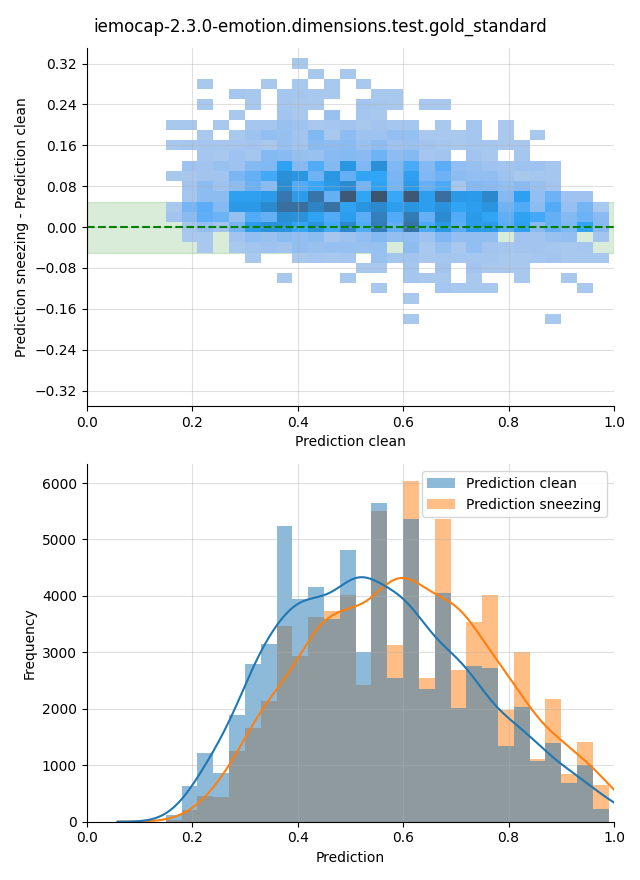 iemocap-2.3.0-emotion.dimensions.test.gold_standard
Prediction sneezing - Prediction clean
0.32
0.24
0.16
0.08
0.00
−0.08
−0.16
−0.24
−0.32
0.0 0.2 0.4 0.6 0.8 1.0
Prediction clean
Prediction clean
Prediction sneezing
Frequency
6000
5000
4000
3000
2000
1000
0
0.0 0.2 0.4 0.6 0.8 1.0
Prediction